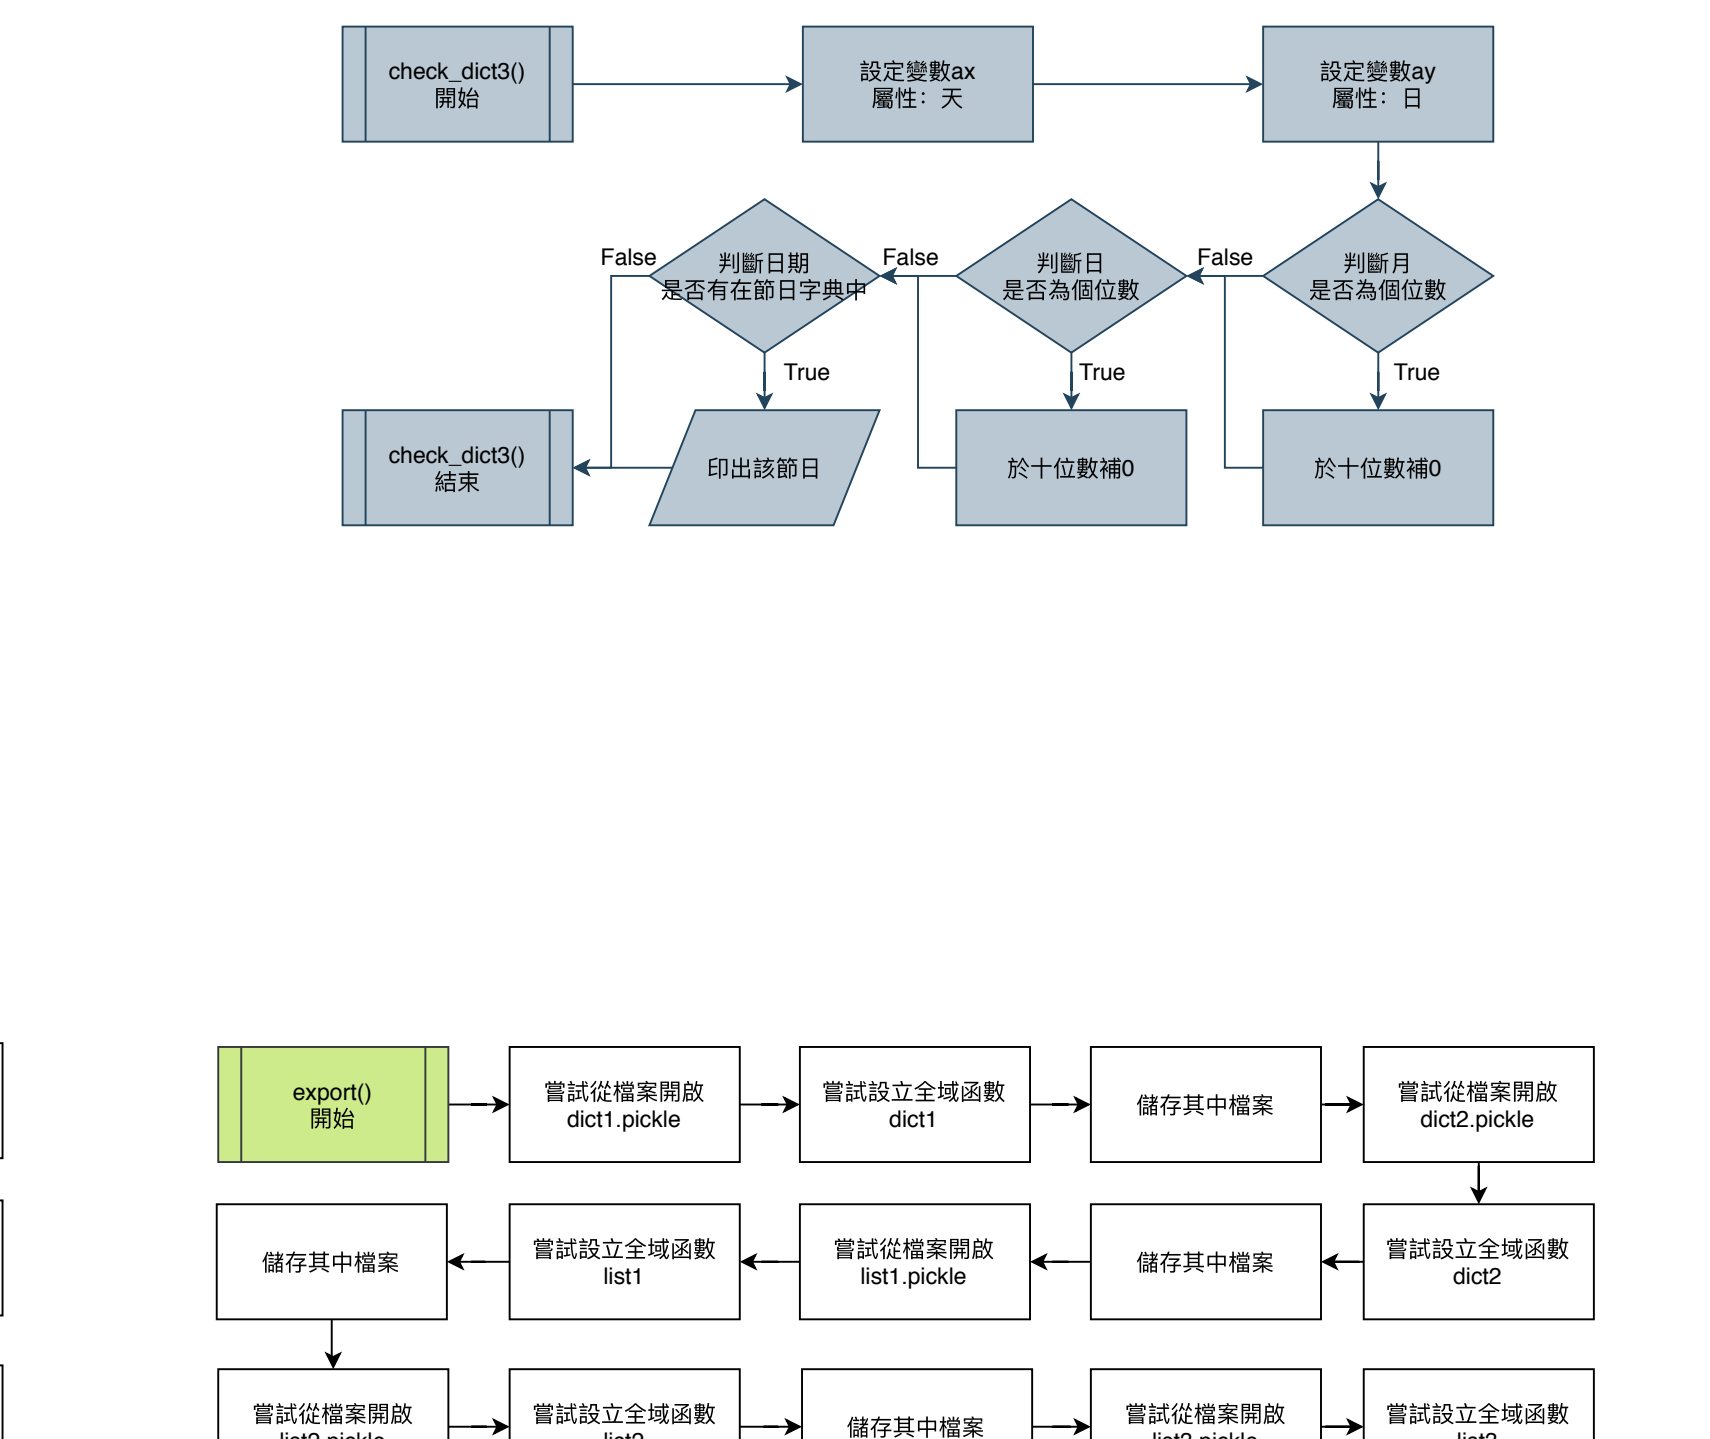 check_dict3()
開始
設定變數ax
屬性：天
設定變數ay
屬性：日
判斷月
是否為個位數
False
True
於十位數補0
判斷日
是否為個位數
False
True
於十位數補0
判斷日期
是否有在節日字典中
False
True
印出該節日
check_dict3()
結束
export()
開始
嘗試從檔案開啟
dict1.pickle
嘗試設立全域函數
dict1
儲存其中檔案
嘗試從檔案開啟
dict2.pickle
嘗試設立全域函數
dict2
儲存其中檔案
嘗試從檔案開啟
list1.pickle
嘗試設立全域函數
list1
儲存其中檔案
嘗試從檔案開啟
list2.pickle
嘗試設立全域函數
list2
儲存其中檔案
嘗試從檔案開啟
list3.pickle
嘗試設立全域函數
list3